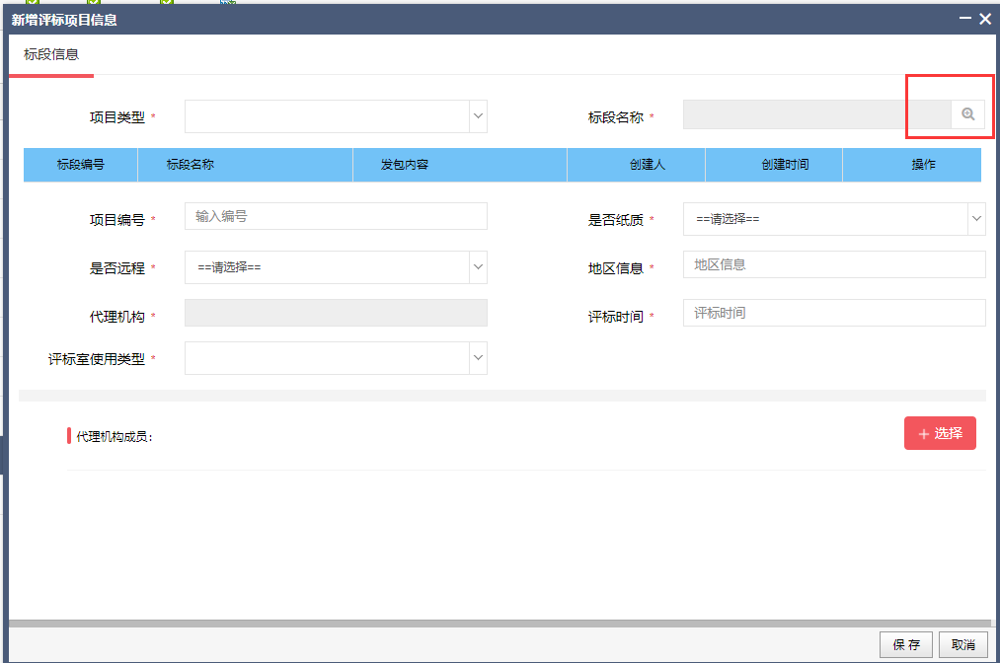 新增评标项目信息
标段信息
项目类型 *
标段名称 *
标段编号 标段名称 发包内容 创建人 创建时间 操作
项目编号 * 输入编号
是否纸质 * ==请选择==
是否远程 * ==请选择==
地区信息 * 地区信息
代理机构 *
评标时间 * 评标时间
评标室使用类型 *
代理机构成员:
+ 选择
保存 取消